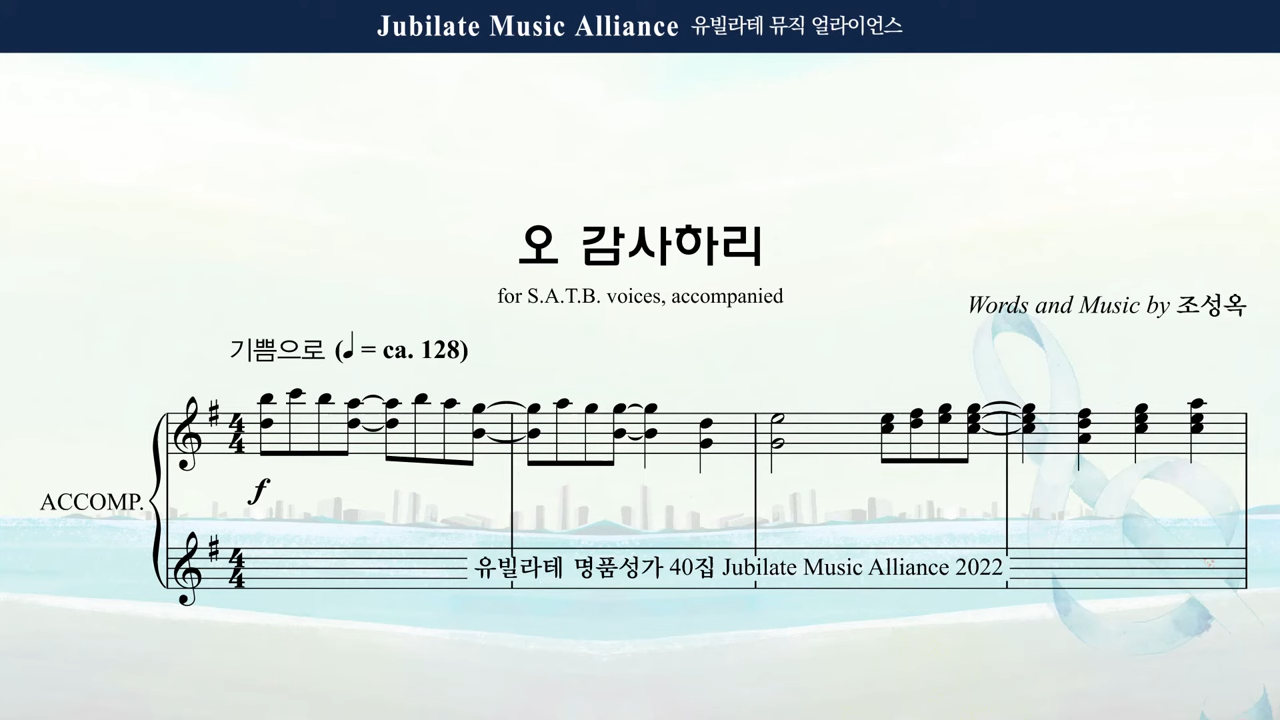 Jubilate Music Alliance 유빌라테 뮤직 얼라이언스
오 감사하리
for S.A.T.B. voices, accompanied
Words and Music by 조성옥
기쁨으로 (♩ = ca. 128)
f
ACCOMP.
유빌라테 명품성가 40집 Jubilate Music Alliance 2022